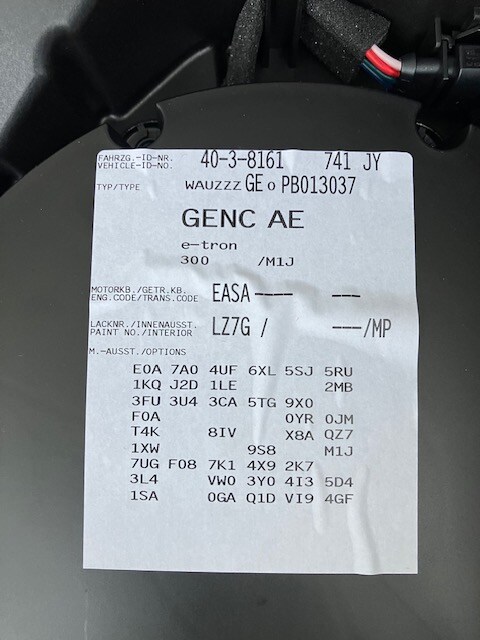 FAHRZG.-ID-NR. 40-3-8161 741 JY
VEHICLE-ID-NO.
TYP/TYPE WAUZZZ GE0 PB013037
GENC AE
e-tron
300 /M1J
MOTORKB./GETR.KB. EASA ---- ---
ENG.CODE/TRANS.CODE
LACKNR./INNENAUSST. LZ7G / ---/MP
PAINT NO./INTERIOR
M.-AUSST./OPTIONS
E0A 7A0 4UF 6XL 5SJ 5RU
1KQ J2D 1LE 2MB
3FU 3U4 3CA 5TG 9X0
F0A 0YR 0JM
T4K 8IV X8A QZ7
1XW 9S8 M1J
7UG F08 7K1 4X9 2K7
3L4 VW0 3Y0 4I3 5D4
1SA 0GA Q1D VI9 4GF